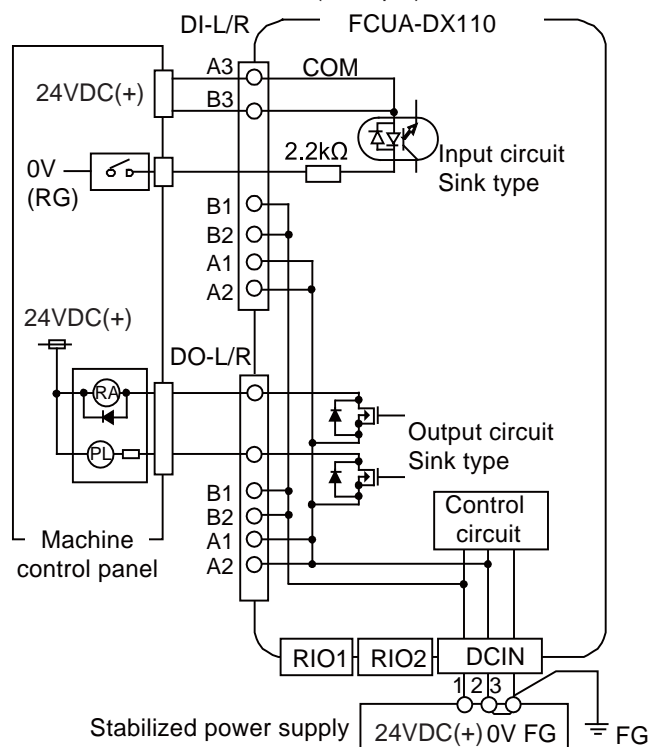 DI-L/R
FCUA-DX110
24VDC(+)
A3
COM
B3
2.2kΩ
0V
(RG)
Input circuit
Sink type
B1
B2
A1
A2
24VDC(+)
DO-L/R
RA
PL
Output circuit
Sink type
B1
B2
A1
A2
Control
circuit
Machine
control panel
RIO1
RIO2
DCIN
1 2 3
Stabilized power supply
24VDC(+) 0V FG
FG